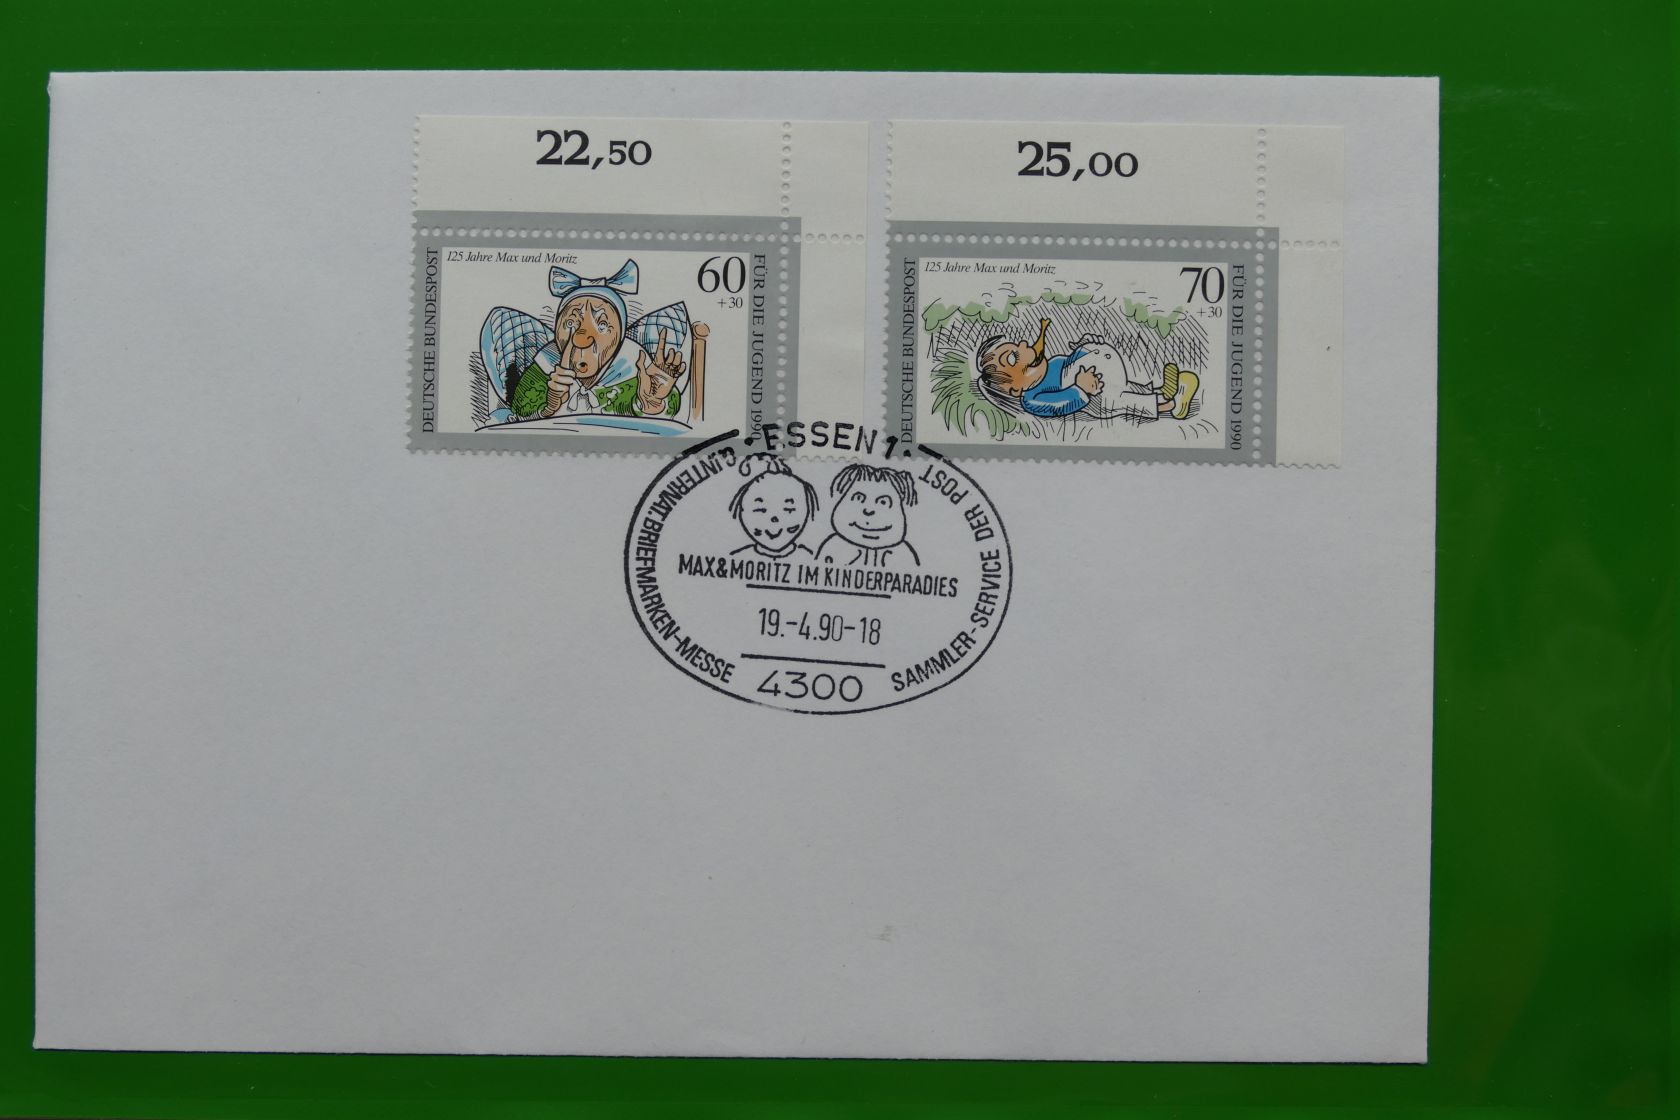 22,50
25,00
125 Jahre Max und Moritz
60
+30
DEUTSCHE BUNDESPOST
FÜR DIE JUGEND 1990
125 Jahre Max und Moritz
70
+30
DEUTSCHE BUNDESPOST
FÜR DIE JUGEND 1990
ESSEN 1
INTERNAT. BRIEFMARKEN-MESSE
SAMMLER-SERVICE DER POST
MAX&MORITZ IM KINDERPARADIES
19.-4.90-18
4300